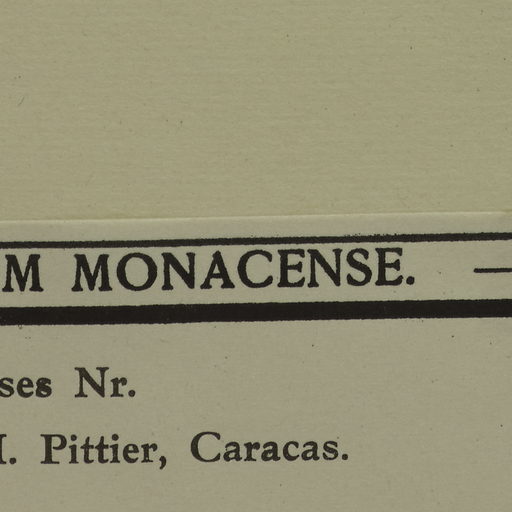 M MONACENSE. —
ses Nr.
. Pittier, Caracas.